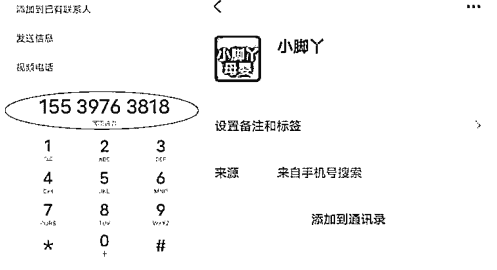 添加到已有联系人
发送信息
视频电话
155 3976 3818
1 2 3
ABC DEF
4 5 6
GHI JKL MNO
7 8 9
PQRS TUV WXYZ
* 0 #
+
小脚丫
母婴
小脚丫
设置备注和标签
来源 来自手机号搜索
添加到通讯录